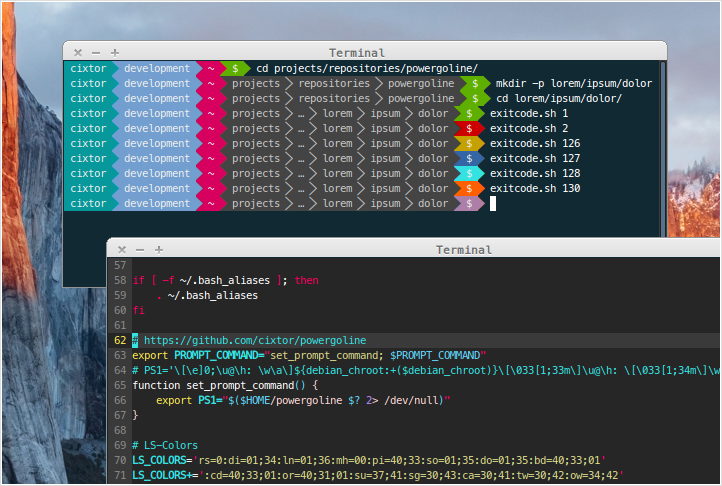 Terminal
cixtor development ~ $ cd projects/repositories/powergoline/
cixtor development ~ projects repositories powergoline $ mkdir -p lorem/ipsum/dolor
cixtor development ~ projects repositories powergoline $ cd lorem/ipsum/dolor/
cixtor development ~ projects … lorem ipsum dolor $ exitcode.sh 1
cixtor development ~ projects … lorem ipsum dolor $ exitcode.sh 2
cixtor development ~ projects … lorem ipsum dolor $ exitcode.sh 126
cixtor development ~ projects … lorem ipsum dolor $ exitcode.sh 127
cixtor development ~ projects … lorem ipsum dolor $ exitcode.sh 128
cixtor development ~ projects … lorem ipsum dolor $ exitcode.sh 130
cixtor development ~ projects … lorem ipsum dolor $
Terminal
57
58 if [ -f ~/.bash_aliases ]; then
59 . ~/.bash_aliases
60 fi
61
62 # https://github.com/cixtor/powergoline
63 export PROMPT_COMMAND="set_prompt_command; $PROMPT_COMMAND"
64 # PS1='\[\e]0;\u@\h: \w\a\]${debian_chroot:+($debian_chroot)}\[\033[1;33m\]\u@\h: \[\033[1;34m\]\w
65 function set_prompt_command() {
66 export PS1="$($HOME/powergoline $? 2> /dev/null)"
67 }
68
69 # LS-Colors
70 LS_COLORS='rs=0:di=01;34:ln=01;36:mh=00:pi=40;33:so=01;35:do=01;35:bd=40;33;01'
71 LS_COLORS+=':cd=40;33;01:or=40;31;01:su=37;41:sg=30;43:ca=30;41:tw=30;42:ow=34;42'